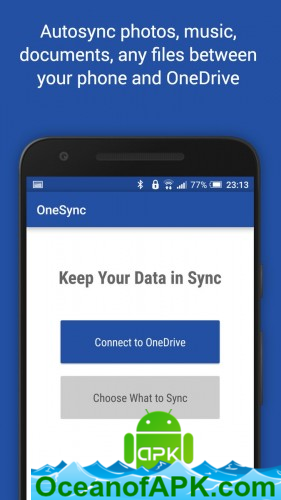 Autosync photos, music,
documents, any files between
your phone and OneDrive
77% 23:13
OneSync
Keep Your Data in Sync
Connect to OneDrive
Choose What to Sync
APK
OceanofAPK.com